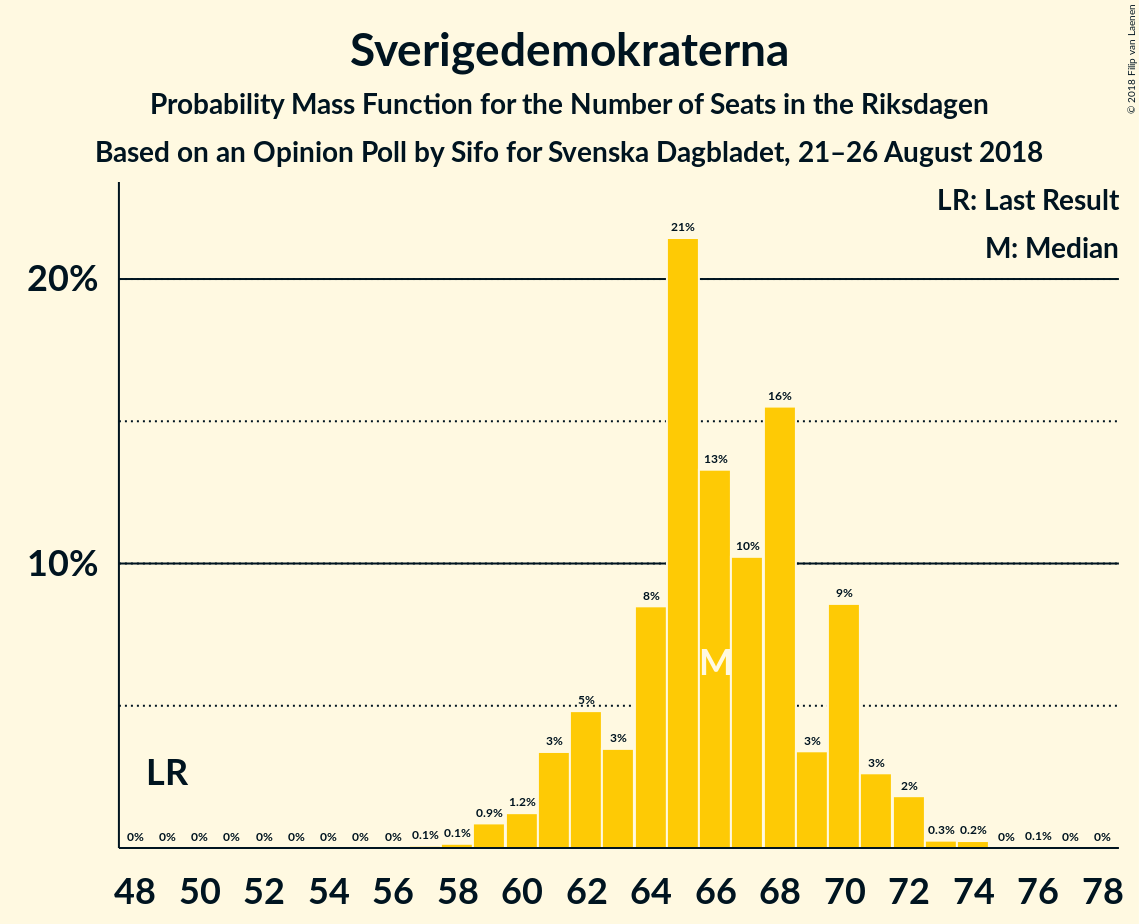 Sverigedemokraterna
Probability Mass Function for the Number of Seats in the Riksdagen
Based on an Opinion Poll by Sifo for Svenska Dagbladet, 21–26 August 2018
© 2018 Filip van Laenen
LR: Last Result
M: Median
20%
10%
LR
M
0% 0% 0% 0% 0% 0% 0% 0% 0% 0.1% 0.1% 0.9% 1.2% 3% 5% 3% 8% 21% 13% 10% 16% 3% 9% 3% 2% 0.3% 0.2% 0% 0.1% 0% 0%
48 50 52 54 56 58 60 62 64 66 68 70 72 74 76 78